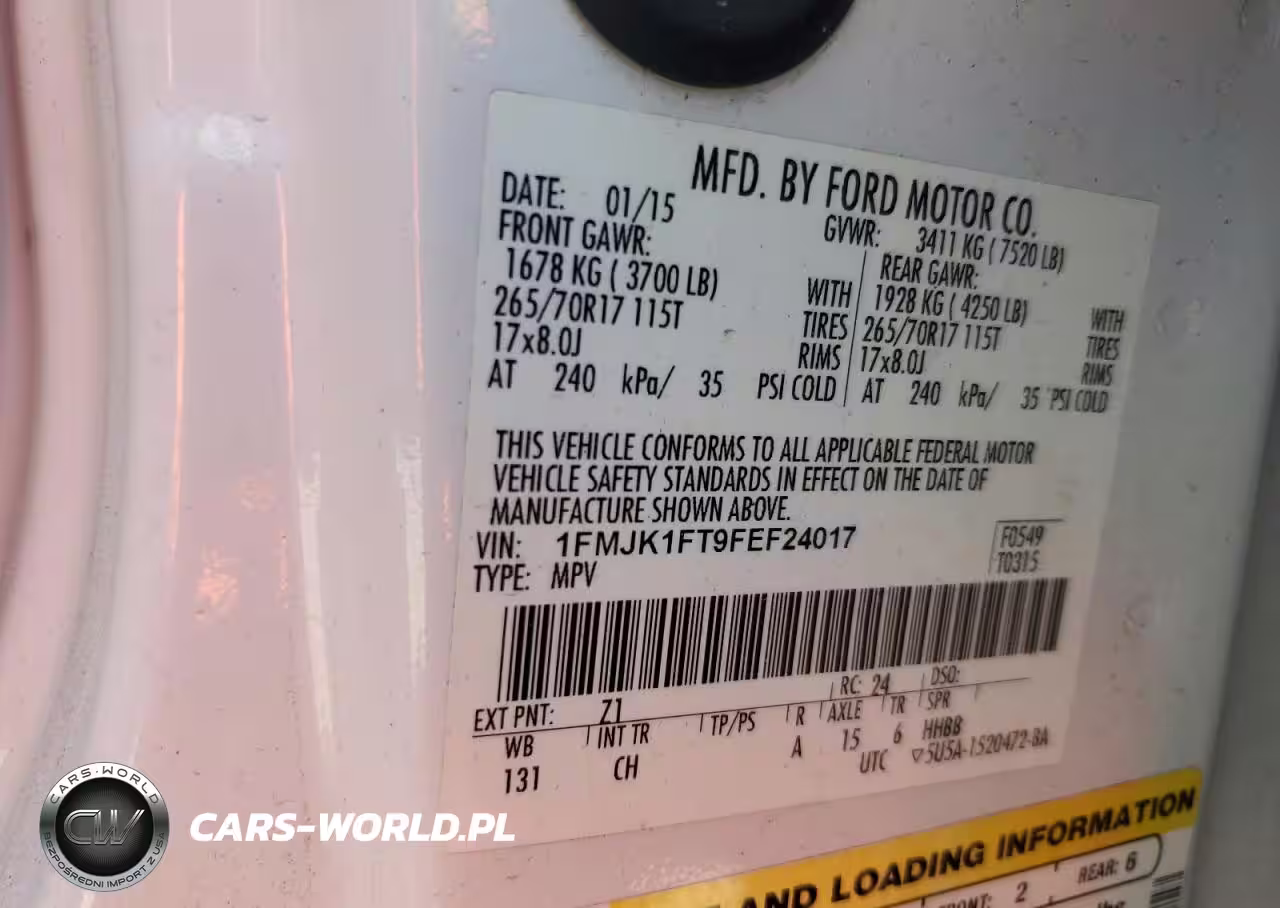 MFD. BY FORD MOTOR CO.
DATE: 01/15 GVWR: 3411 KG ( 7520 LB)
FRONT GAWR: REAR GAWR:
1678 KG ( 3700 LB) WITH 1928 KG ( 4250 LB) WITH
265/70R17 115T TIRES 265/70R17 115T TIRES
17x8.0J RIMS 17x8.0J RIMS
AT 240 kPa/ 35 PSI COLD AT 240 kPa/ 35 PSI COLD
THIS VEHICLE CONFORMS TO ALL APPLICABLE FEDERAL MOTOR
VEHICLE SAFETY STANDARDS IN EFFECT ON THE DATE OF
MANUFACTURE SHOWN ABOVE.
VIN: 1FMJK1FT9FEF24017 F0549
TYPE: MPV T0315
EXT PNT: Z1 RC: 24 DSO:
WB INT TR TP/PS R AXLE TR SPR
131 CH A 15 6 HHBB
UTC ▽5U5A-1520472-BA
AND LOADING INFORMATION
FRONT: 2 REAR: 6
CARS-WORLD
CW
BEZPOŚREDNI IMPORT Z USA
CARS-WORLD.PL